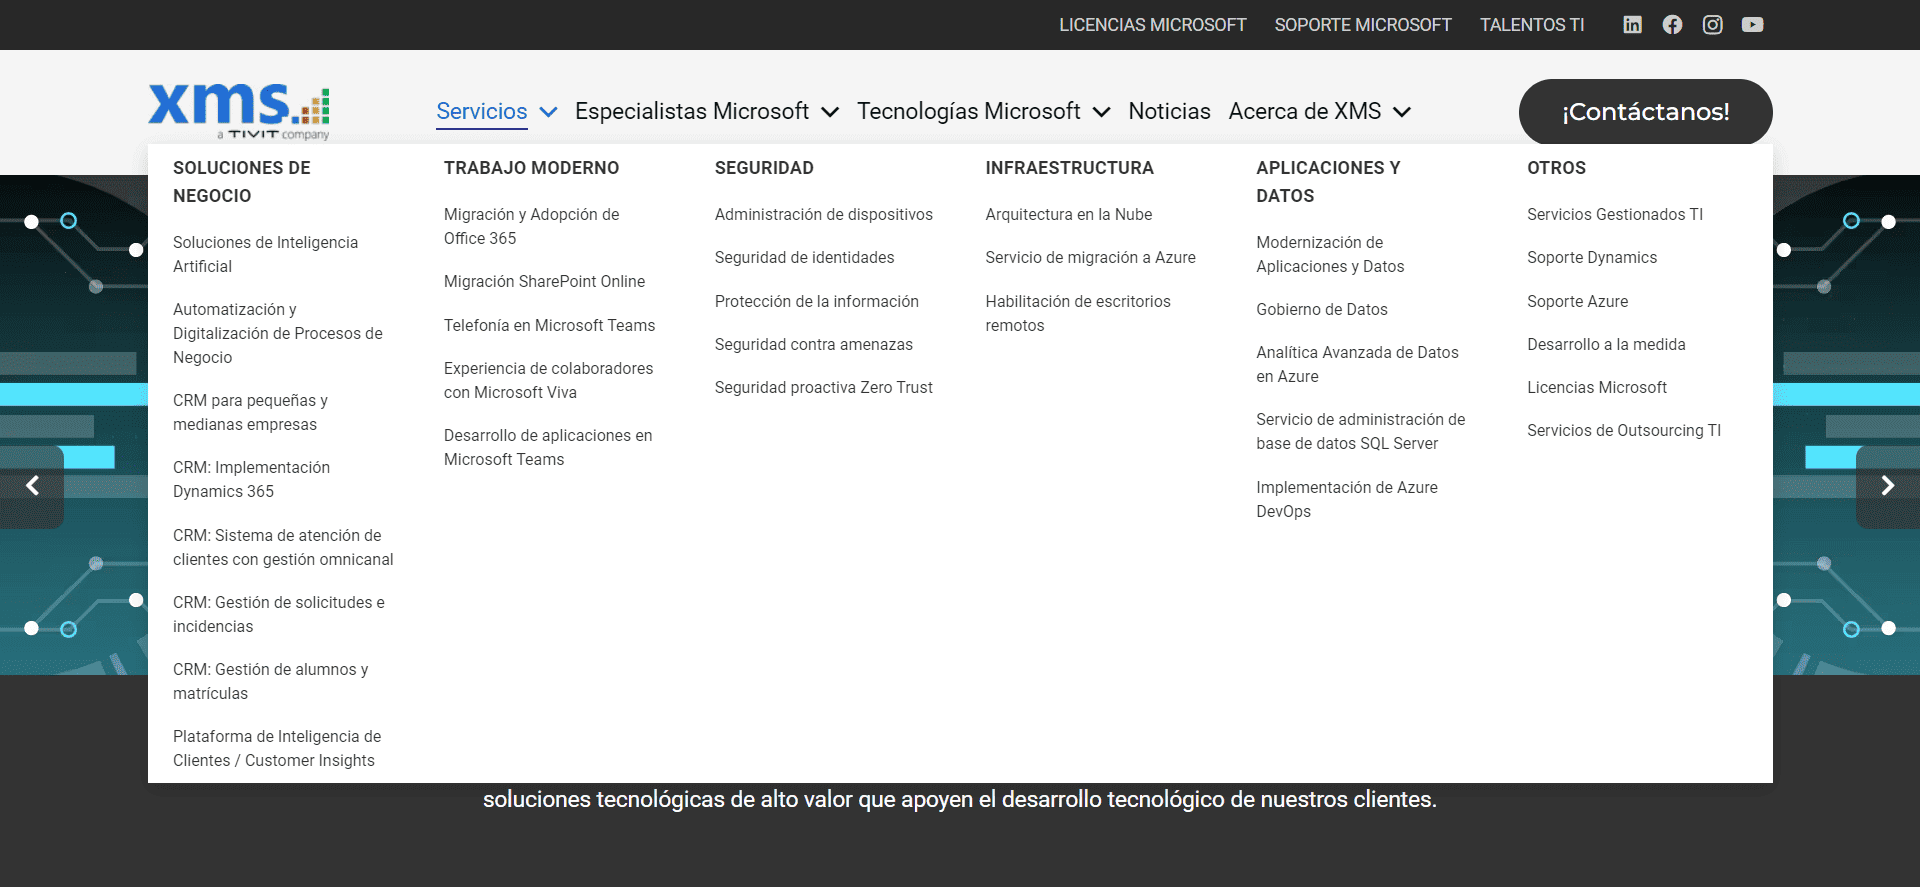 LICENCIAS MICROSOFT
SOPORTE MICROSOFT
TALENTOS TI
xms.
a TIVIT company
Servicios
Especialistas Microsoft
Tecnologías Microsoft
Noticias
Acerca de XMS
¡Contáctanos!
SOLUCIONES DE
NEGOCIO
Soluciones de Inteligencia
Artificial
Automatización y
Digitalización de Procesos de
Negocio
CRM para pequeñas y
medianas empresas
CRM: Implementación
Dynamics 365
CRM: Sistema de atención de
clientes con gestión omnicanal
CRM: Gestión de solicitudes e
incidencias
CRM: Gestión de alumnos y
matrículas
Plataforma de Inteligencia de
Clientes / Customer Insights
TRABAJO MODERNO
Migración y Adopción de
Office 365
Migración SharePoint Online
Telefonía en Microsoft Teams
Experiencia de colaboradores
con Microsoft Viva
Desarrollo de aplicaciones en
Microsoft Teams
SEGURIDAD
Administración de dispositivos
Seguridad de identidades
Protección de la información
Seguridad contra amenazas
Seguridad proactiva Zero Trust
INFRAESTRUCTURA
Arquitectura en la Nube
Servicio de migración a Azure
Habilitación de escritorios
remotos
APLICACIONES Y
DATOS
Modernización de
Aplicaciones y Datos
Gobierno de Datos
Analítica Avanzada de Datos
en Azure
Servicio de administración de
base de datos SQL Server
Implementación de Azure
DevOps
OTROS
Servicios Gestionados TI
Soporte Dynamics
Soporte Azure
Desarrollo a la medida
Licencias Microsoft
Servicios de Outsourcing TI
soluciones tecnológicas de alto valor que apoyen el desarrollo tecnológico de nuestros clientes.